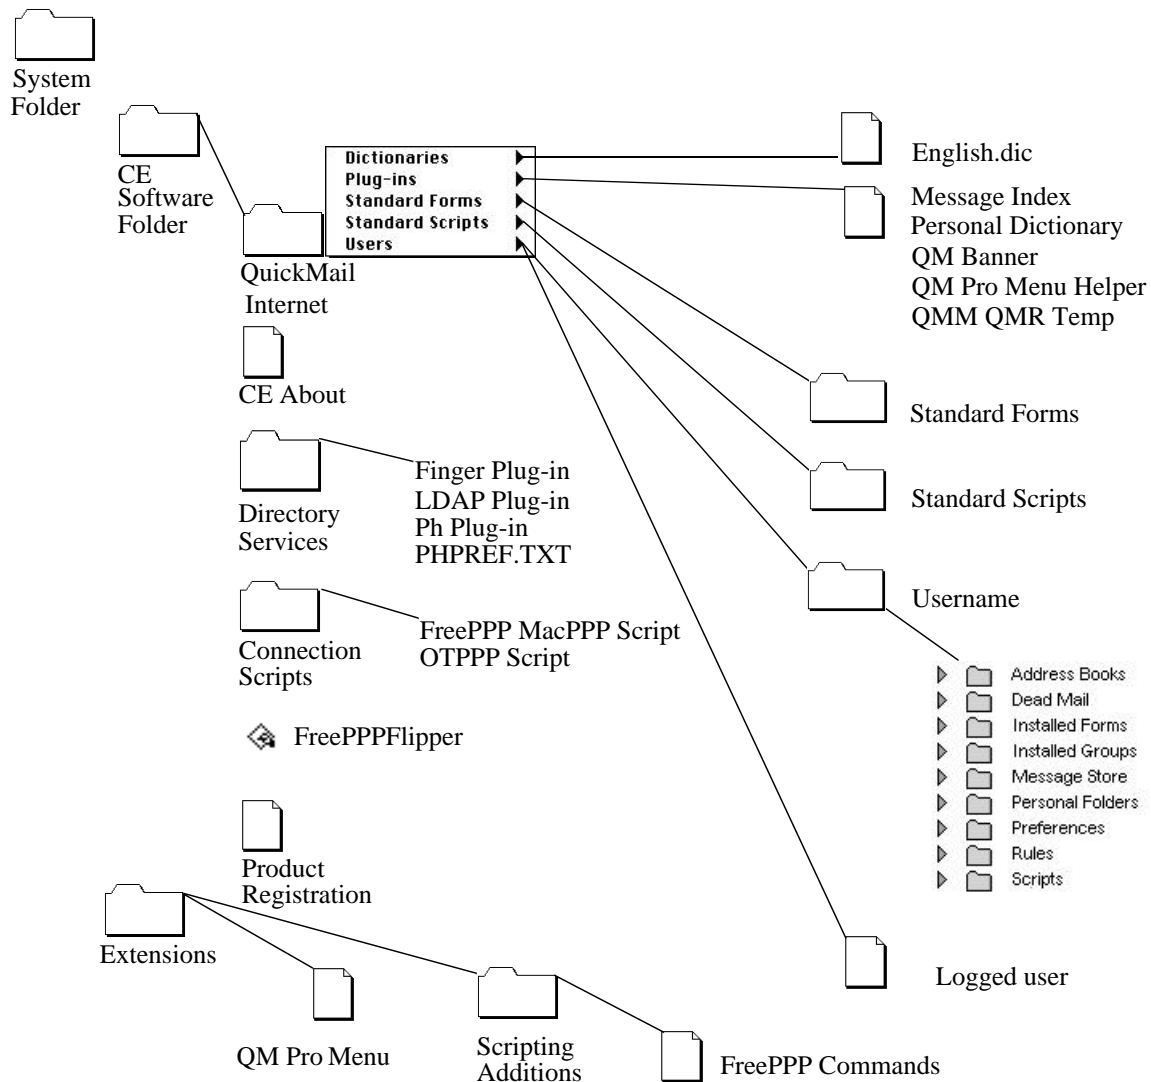 System
Folder
CE
Software
Folder
Dictionaries
Plug-ins
Standard Forms
Standard Scripts
Users
English.dic
Message Index
Personal Dictionary
QM Banner
QM Pro Menu Helper
QMM QMR Temp
QuickMail
Internet
CE About
Standard Forms
Directory
Services
Finger Plug-in
LDAP Plug-in
Ph Plug-in
PHPREF.TXT
Standard Scripts
Username
Connection
Scripts
FreePPP MacPPP Script
OTPPP Script
Address Books
Dead Mail
Installed Forms
Installed Groups
Message Store
Personal Folders
Preferences
Rules
Scripts
FreePPPFlipper
Product
Registration
Extensions
Logged user
QM Pro Menu
Scripting
Additions
FreePPP Commands